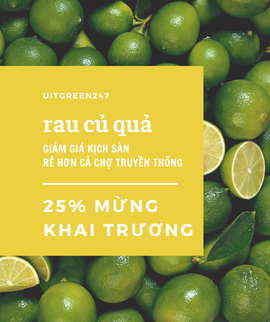 UITGREEN247
rau củ quả
GIẢM GIÁ KỊCH SÀN
RẺ HƠN CẢ CHỢ TRUYỀN THỐNG
25% MỪNG
KHAI TRƯƠNG